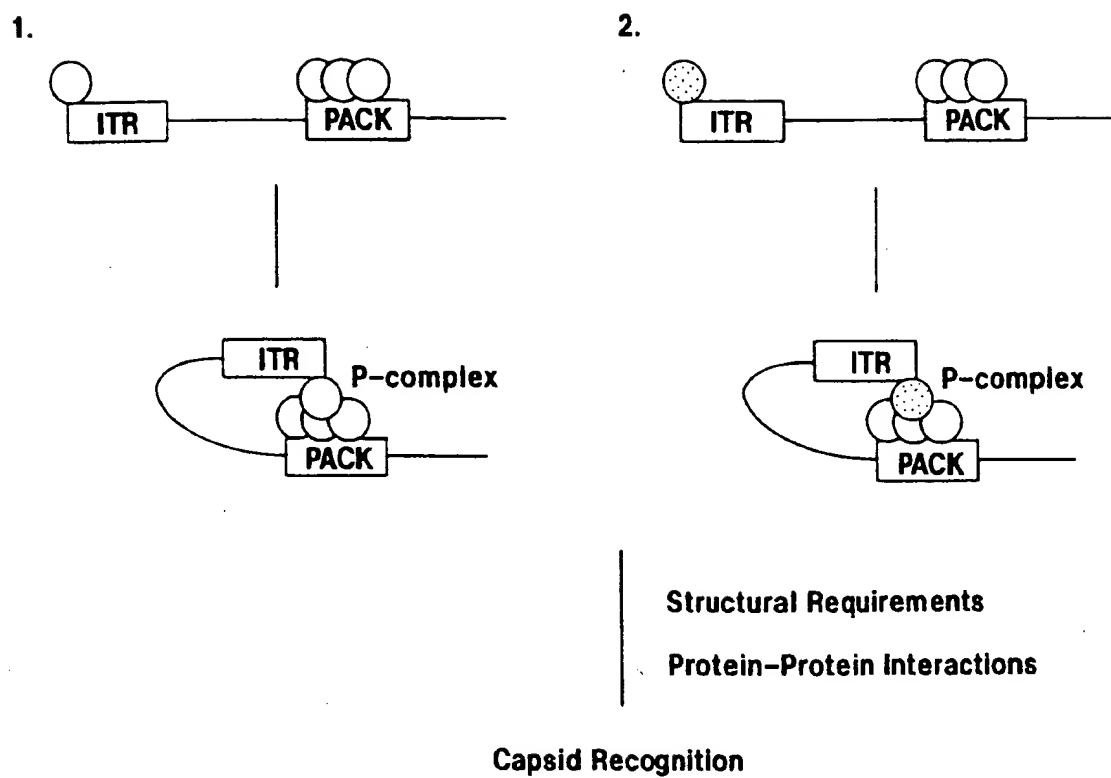 1.
2.
ITR
PACK
ITR
PACK
ITR
P-complex
PACK
ITR
P-complex
PACK
Structural Requirements
Protein-Protein Interactions
Capsid Recognition